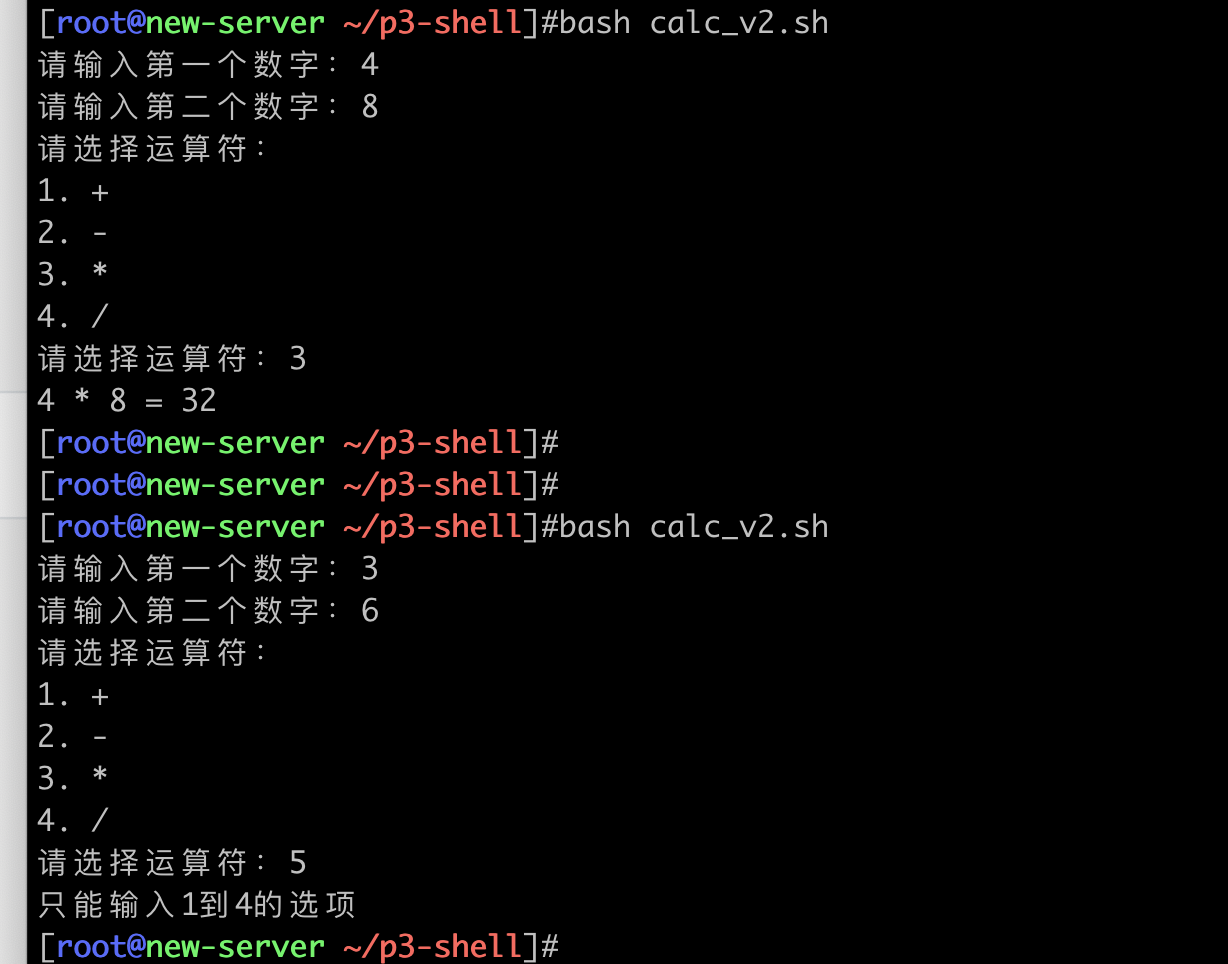 [root@new-server ~/p3-shell]#bash calc_v2.sh
请输入第一个数字: 4
请输入第二个数字: 8
请选择运算符:
1. +
2. -
3. *
4. /
请选择运算符: 3
4 * 8 = 32
[root@new-server ~/p3-shell]#
[root@new-server ~/p3-shell]#
[root@new-server ~/p3-shell]#bash calc_v2.sh
请输入第一个数字: 3
请输入第二个数字: 6
请选择运算符:
1. +
2. -
3. *
4. /
请选择运算符: 5
只能输入1到4的选项
[root@new-server ~/p3-shell]#